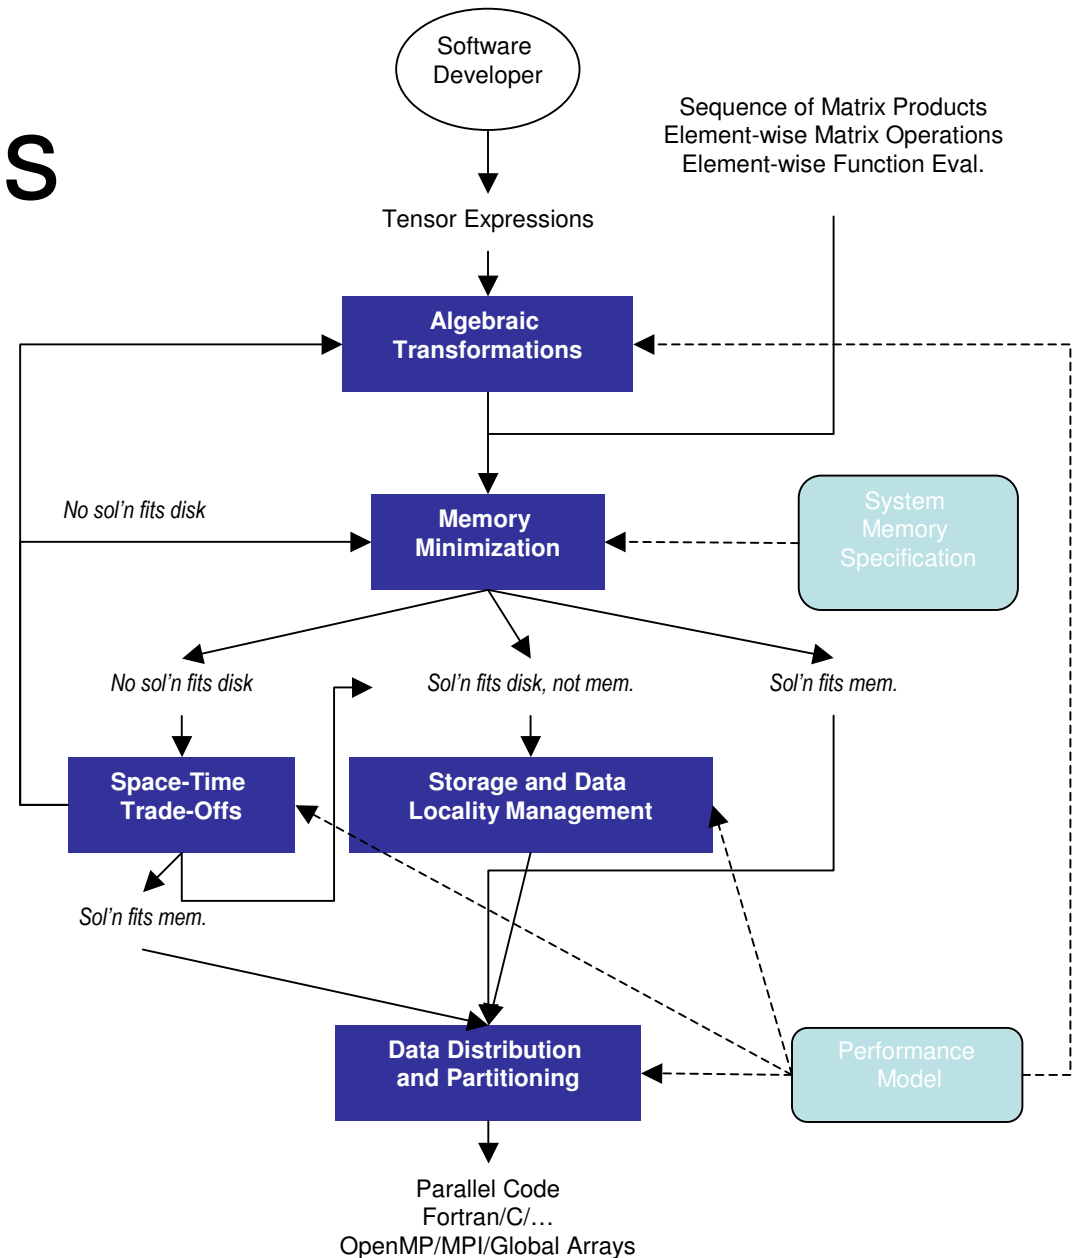 Software
Developer
Sequence of Matrix Products
Element-wise Matrix Operations
Element-wise Function Eval.
s
Tensor Expressions
Algebraic
Transformations
No sol'n fits disk
Memory
Minimization
System
Memory
Specification
No sol'n fits disk
Sol'n fits disk, not mem.
Sol'n fits mem.
Space-Time
Trade-Offs
Storage and Data
Locality Management
Sol'n fits mem.
Data Distribution
and Partitioning
Performance
Model
Parallel Code
Fortran/C/…
OpenMP/MPI/Global Arrays